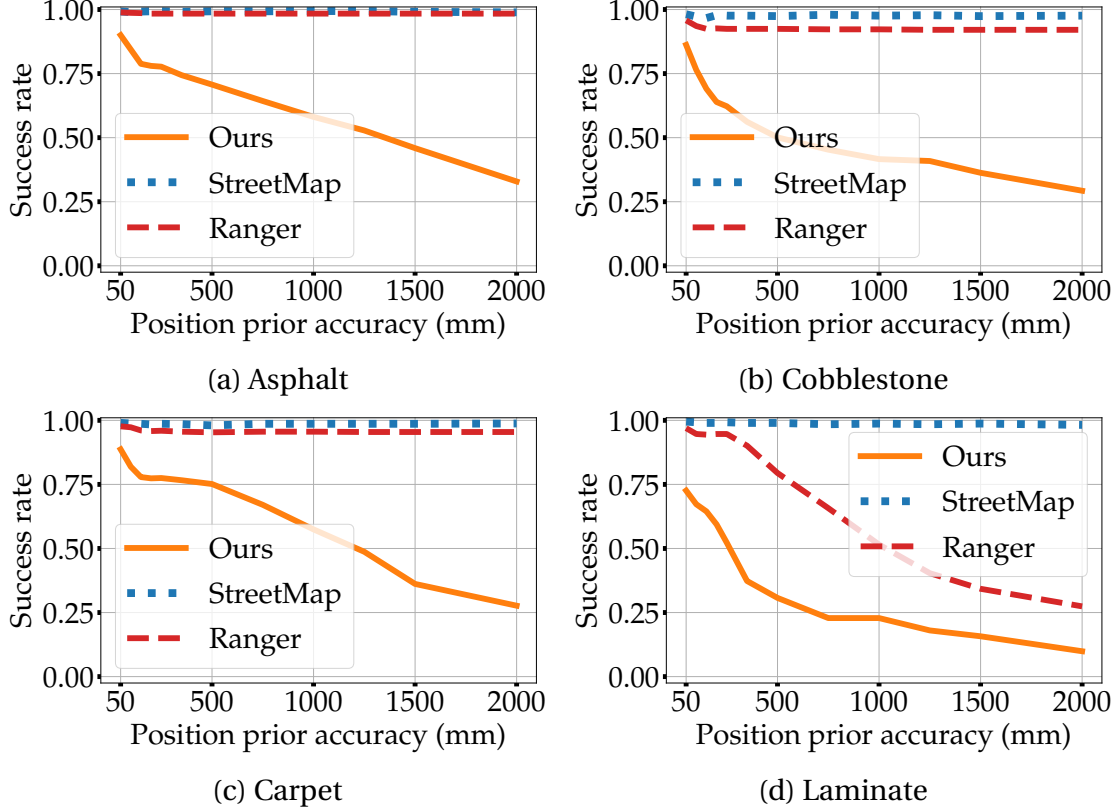 1.00
0.75
0.50
0.25
0.00
Success rate
Ours
StreetMap
Ranger
50 500 1000 1500 2000
Position prior accuracy (mm)
(a) Asphalt
1.00
0.75
0.50
0.25
0.00
Success rate
Ours
StreetMap
Ranger
50 500 1000 1500 2000
Position prior accuracy (mm)
(b) Cobblestone
1.00
0.75
0.50
0.25
0.00
Success rate
Ours
StreetMap
Ranger
50 500 1000 1500 2000
Position prior accuracy (mm)
(c) Carpet
1.00
0.75
0.50
0.25
0.00
Success rate
Ours
StreetMap
Ranger
50 500 1000 1500 2000
Position prior accuracy (mm)
(d) Laminate